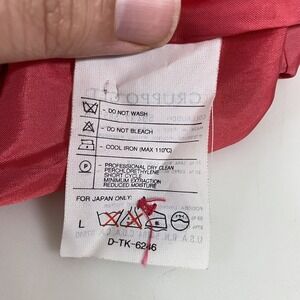 - DO NOT WASH
- DO NOT BLEACH
- COOL IRON (MAX 110°C)
- PROFESSIONAL DRY CLEAN
PERCHLORETHYLENE
SHORT CYCLE
MINIMUM EXTRACTION
REDUCED MOISTURE
FOR JAPAN ONLY:
L
D-TK-6246